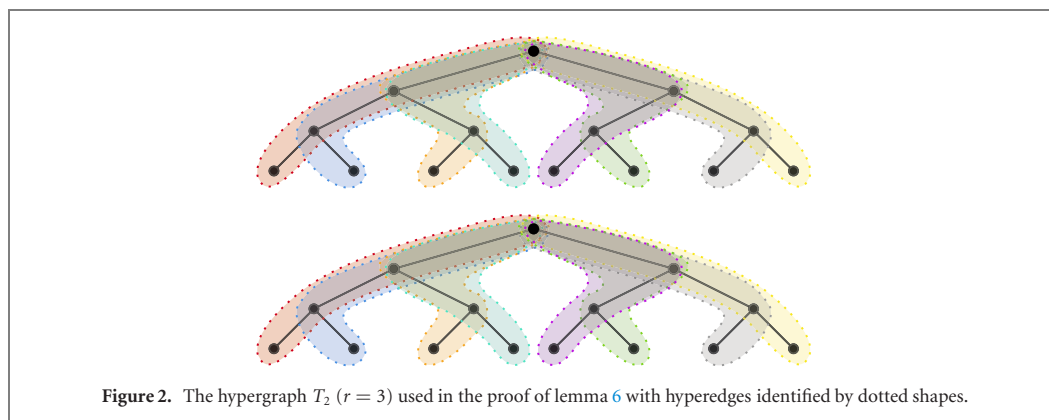 Figure 2. The hypergraph T₂ (r = 3) used in the proof of lemma 6 with hyperedges identified by dotted shapes.